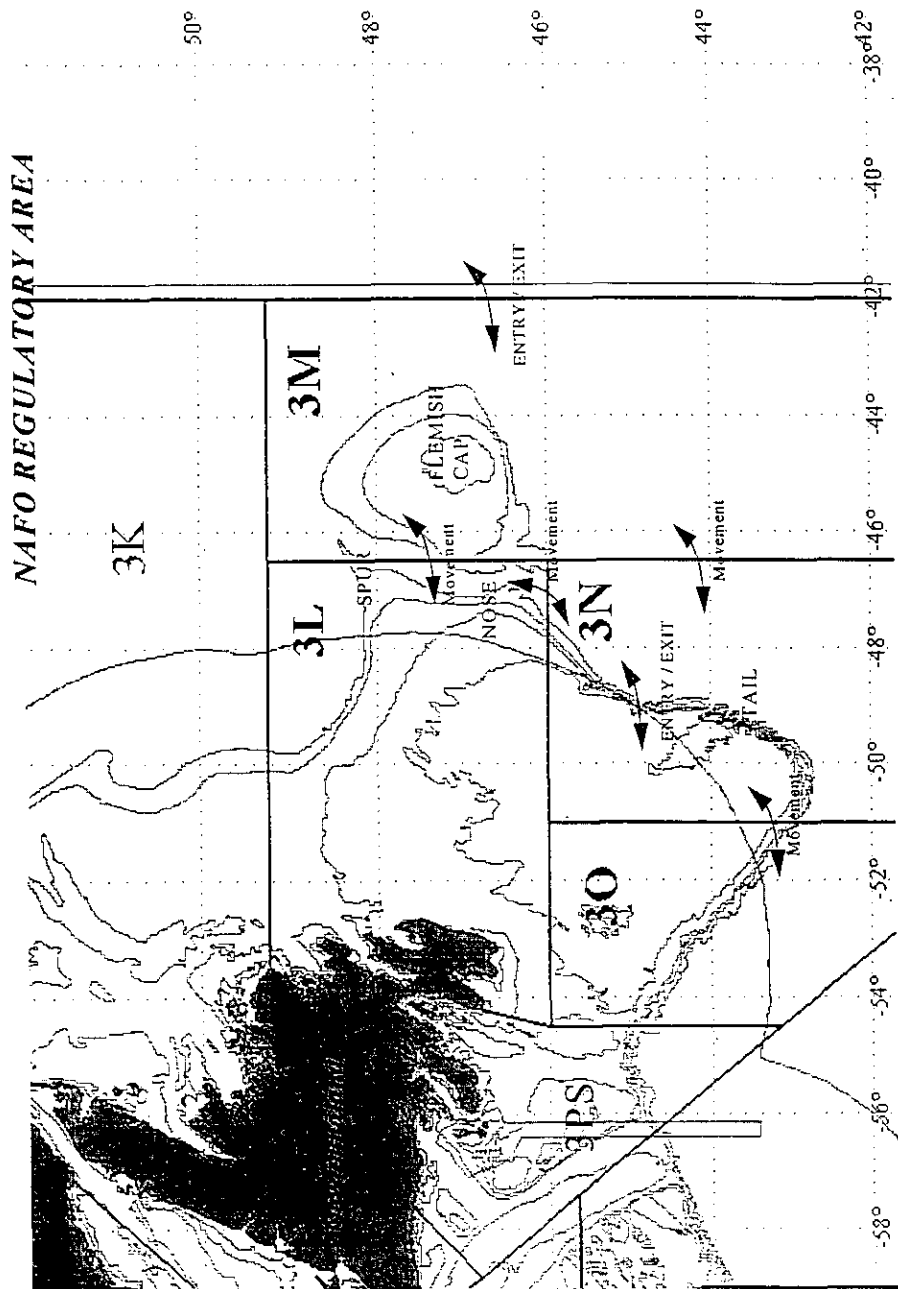 NAFO REGULATORY AREA
3K
50°
3L
3M
SPUR
FLEMISH
CAP
48°
Movement
NOSE
ENTRY / EXIT
46°
Movement
3O
3N
3PS
ENTRY / EXIT
44°
Movement
TAIL
Movement
42°
-58°
-56°
-54°
-52°
-50°
-48°
-46°
-44°
-42°
-40°
-38°